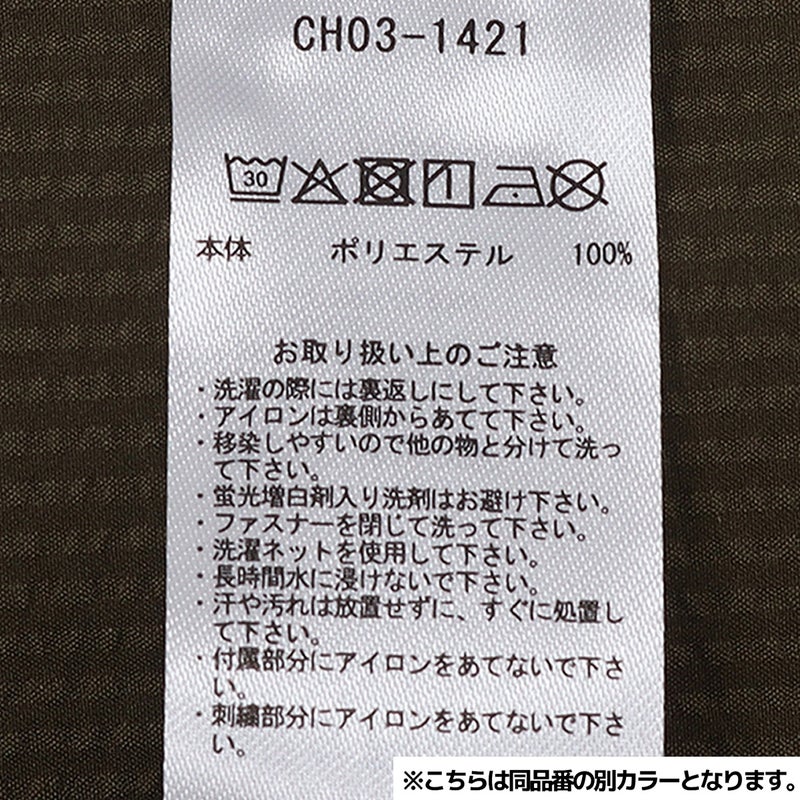 CH03-1421
30
本体 ポリエステル 100%
お取り扱い上のご注意
・洗濯の際には裏返しにして下さい。
・アイロンは裏側からあてて下さい。
・移染しやすいので他の物と分けて洗っ
て下さい。
・蛍光増白剤入り洗剤はお避け下さい。
・ファスナーを閉じて洗って下さい。
・洗濯ネットを使用して下さい。
・長時間水に浸けないで下さい。
・汗や汚れは放置せずに、すぐに処置し
て下さい。
・付属部分にアイロンをあてないで下さ
い。
・刺繍部分にアイロンをあてないで下さ
い。
※こちらは同品番の別カラーとなります。